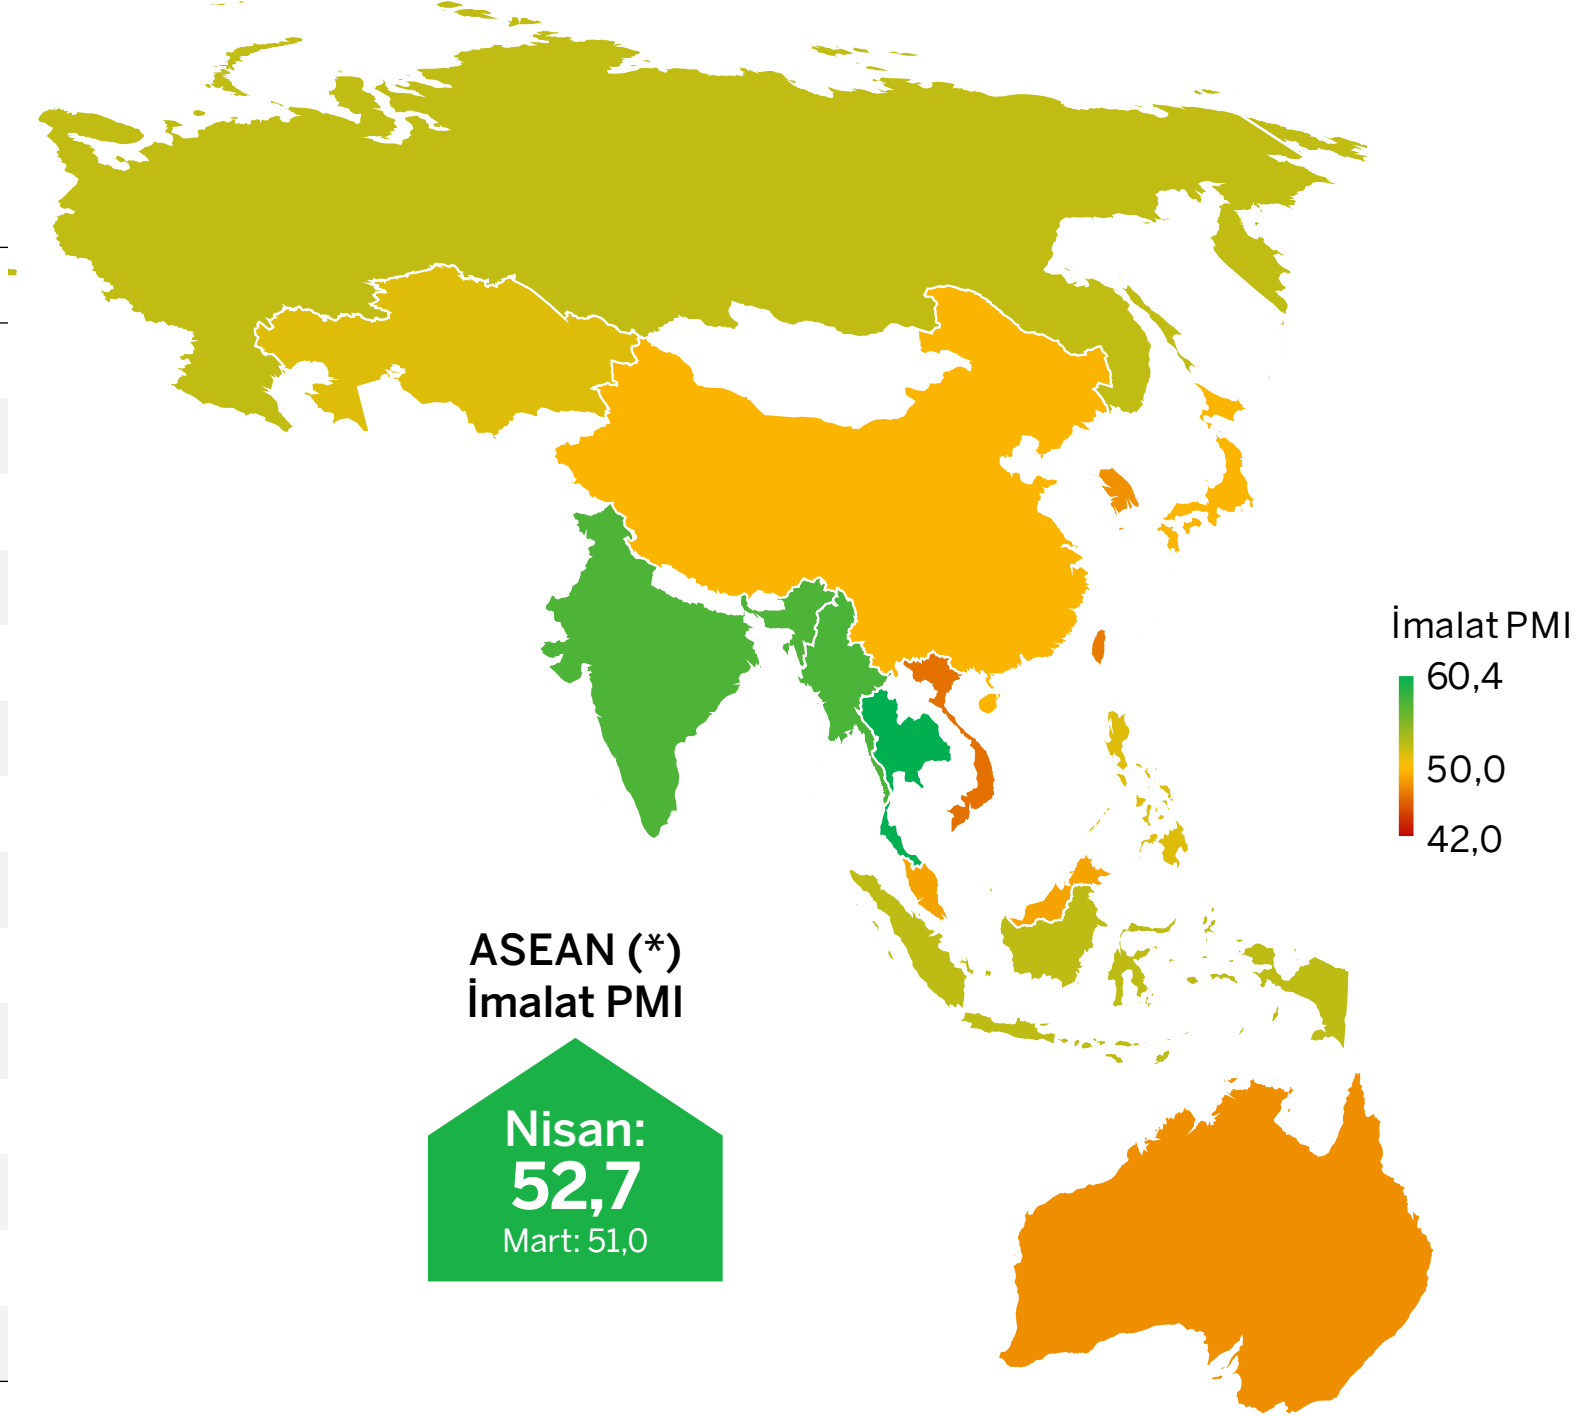 İmalat PMI
60,4
50,0
42,0
ASEAN (*)
İmalat PMI
Nisan:
52,7
Mart: 51,0